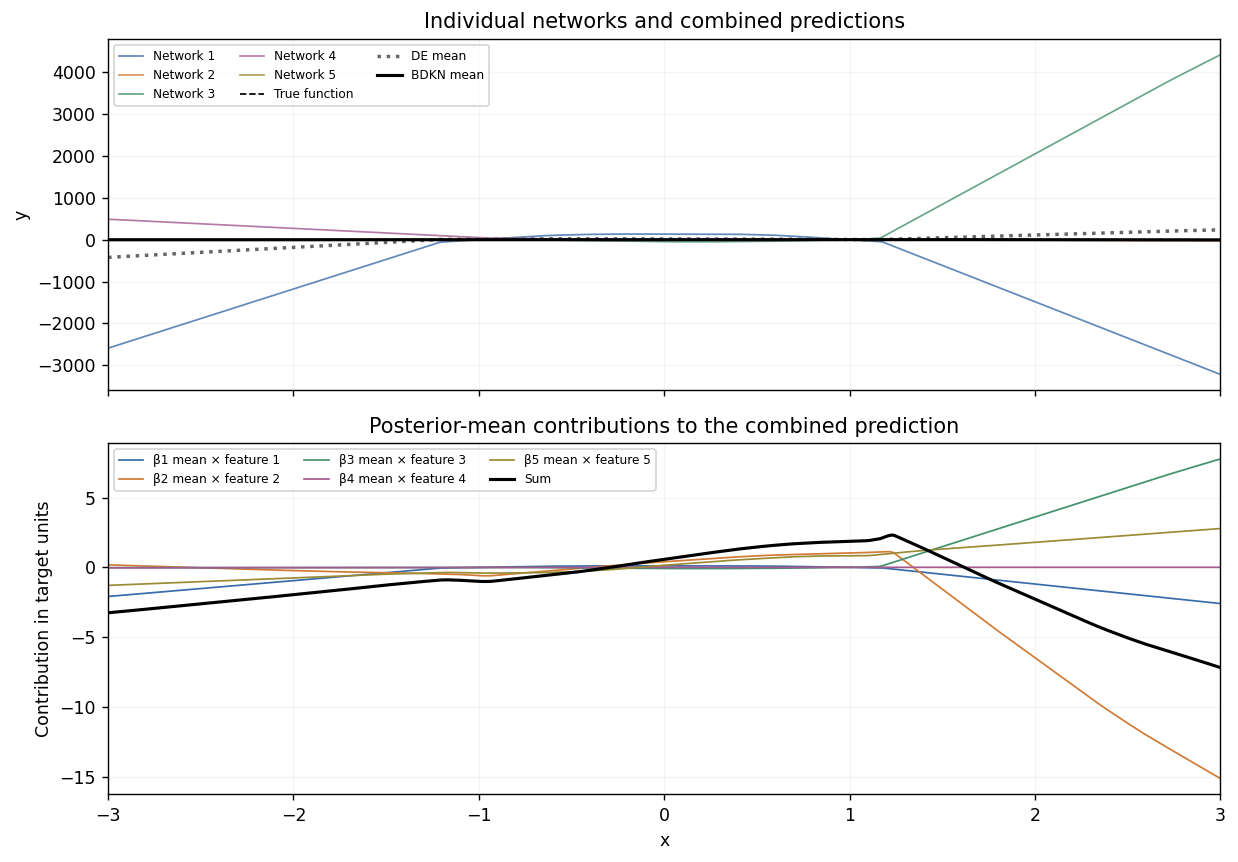 Individual networks and combined predictions
Network 1 Network 4 DE mean
Network 2 Network 5 BDKN mean
Network 3 True function
4000
3000
2000
1000
0
−1000
−2000
−3000
y
Posterior-mean contributions to the combined prediction
β1 mean × feature 1 β3 mean × feature 3 β5 mean × feature 5
β2 mean × feature 2 β4 mean × feature 4 Sum
5
0
−5
−10
−15
Contribution in target units
−3 −2 −1 0 1 2 3
x